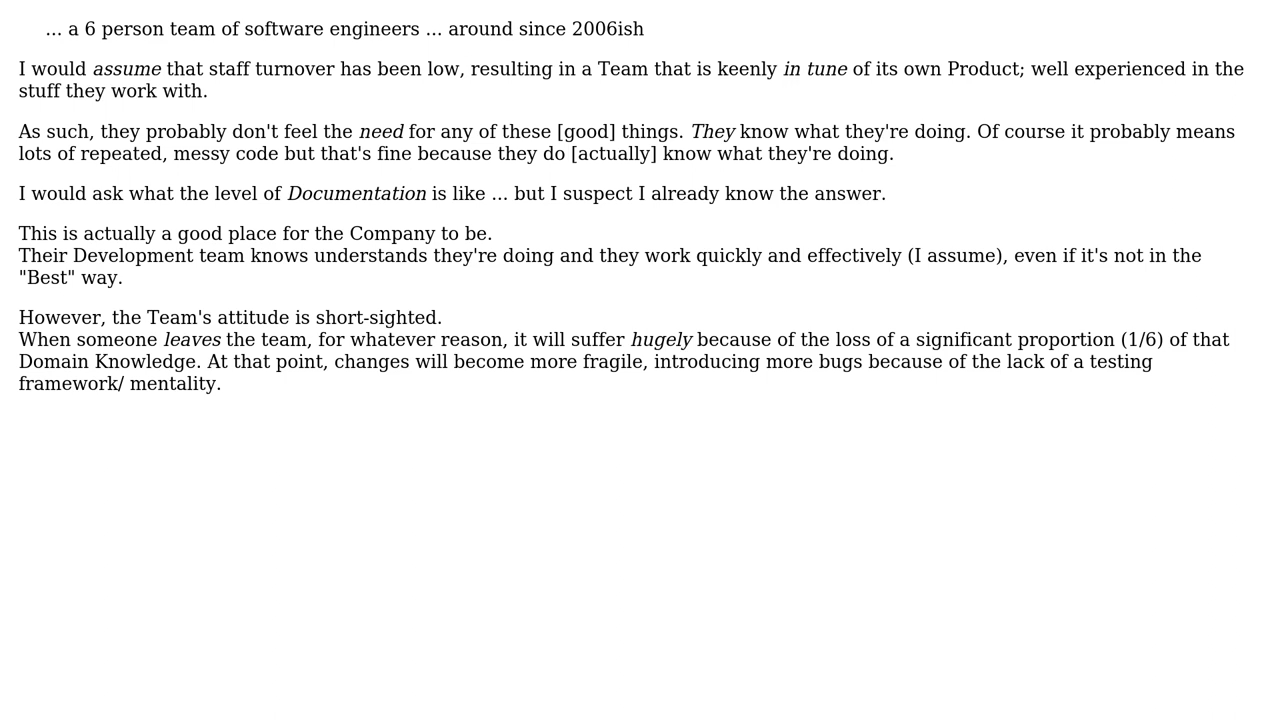 ... a 6 person team of software engineers ... around since 2006ish
I would assume that staff turnover has been low, resulting in a Team that is keenly in tune of its own Product; well experienced in the
stuff they work with.
As such, they probably don't feel the need for any of these [good] things. They know what they're doing. Of course it probably means
lots of repeated, messy code but that's fine because they do [actually] know what they're doing.
I would ask what the level of Documentation is like ... but I suspect I already know the answer.
This is actually a good place for the Company to be.
Their Development team knows understands they're doing and they work quickly and effectively (I assume), even if it's not in the
"Best" way.
However, the Team's attitude is short-sighted.
When someone leaves the team, for whatever reason, it will suffer hugely because of the loss of a significant proportion (1/6) of that
Domain Knowledge. At that point, changes will become more fragile, introducing more bugs because of the lack of a testing
framework/ mentality.